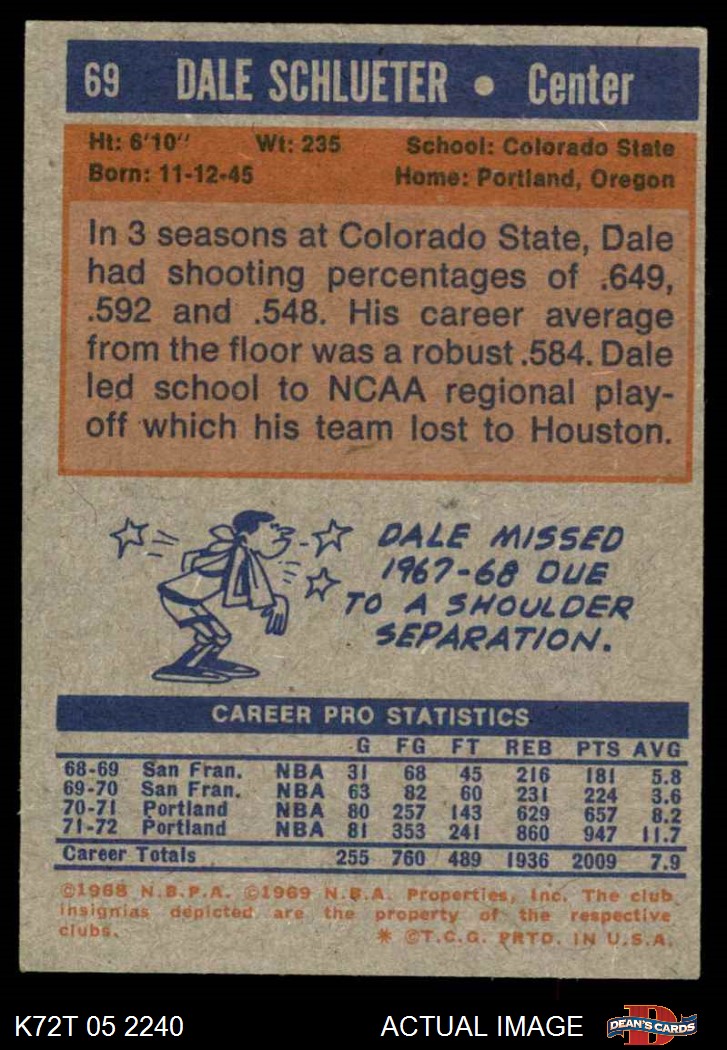 69 DALE SCHLUETER • Center
Ht: 6'10" Wt: 235 School: Colorado State
Born: 11-12-45 Home: Portland, Oregon
In 3 seasons at Colorado State, Dale
had shooting percentages of .649,
.592 and .548. His career average
from the floor was a robust .584. Dale
led school to NCAA regional play-
off which his team lost to Houston.
DALE MISSED
1967-68 DUE
TO A SHOULDER
SEPARATION.
CAREER PRO STATISTICS
G FG FT REB PTS AVG
68-69 San Fran. NBA 31 68 45 216 181 5.8
69-70 San Fran. NBA 63 82 60 231 224 3.6
70-71 Portland NBA 80 257 143 629 657 8.2
71-72 Portland NBA 81 353 241 860 947 11.7
Career Totals 255 760 489 1936 2009 7.9
©1968 N.B.P.A. ©1969 N.B.A. Properties, Inc. The club
insignias depicted are the property of the respective
clubs. * ©T.C.G. PRTD. IN U.S.A.
K72T 05 2240 ACTUAL IMAGE D DEAN'S CARDS